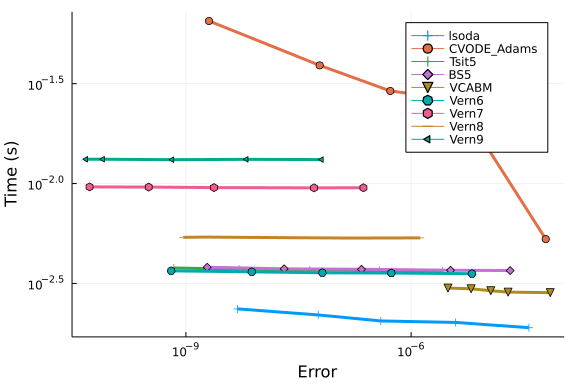 10⁻¹·⁵
10⁻²·⁰
10⁻²·⁵
Time (s)
lsoda
CVODE_Adams
Tsit5
BS5
VCABM
Vern6
Vern7
Vern8
Vern9
10⁻⁹
10⁻⁶
Error